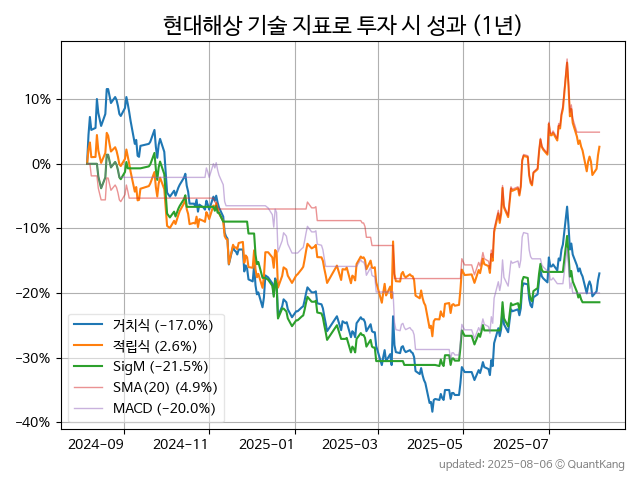 현대해상 기술 지표로 투자 시 성과 (1년)
10%
0%
−10%
−20%
−30%
−40%
거치식 (−17.0%)
적립식 (2.6%)
SigM (−21.5%)
SMA(20) (4.9%)
MACD (−20.0%)
2024-09 2024-11 2025-01 2025-03 2025-05 2025-07
updated: 2025-08-06 © QuantKang